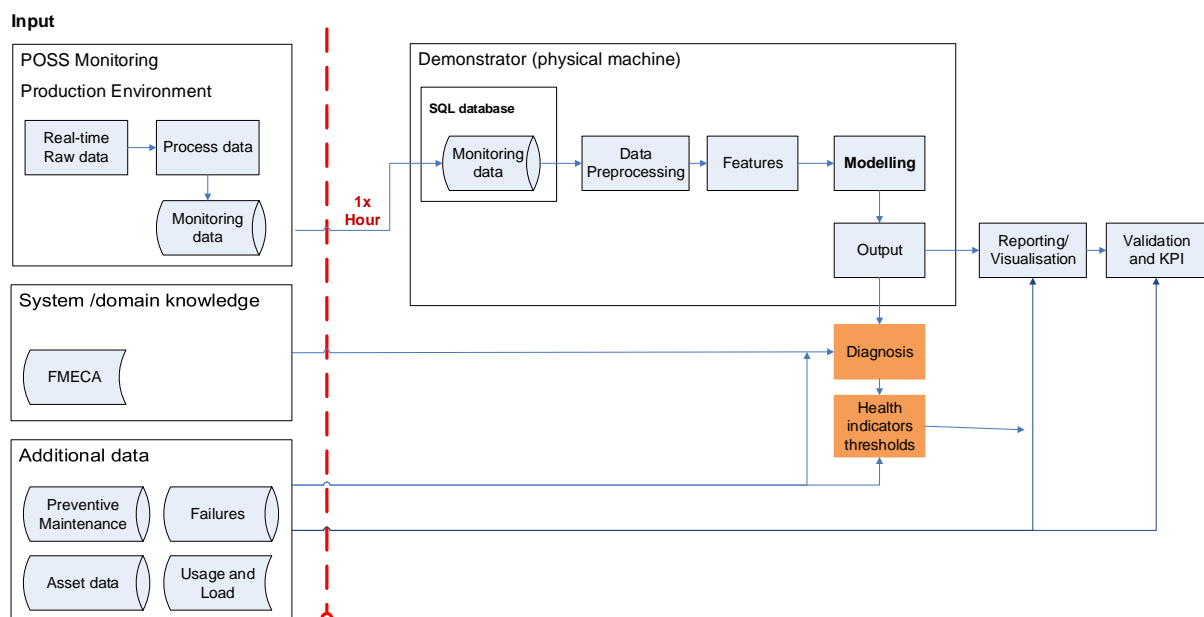 Input
POSS Monitoring
Production Environment
Real-time
Raw data
Process data
Monitoring
data
1x
Hour
Demonstrator (physical machine)
SQL database
Monitoring
data
Data
Preprocessing
Features
Modelling
Output
Reporting/
Visualisation
Validation
and KPI
System /domain knowledge
FMECA
Diagnosis
Health
indicators
thresholds
Additional data
Preventive
Maintenance
Failures
Asset data
Usage and
Load